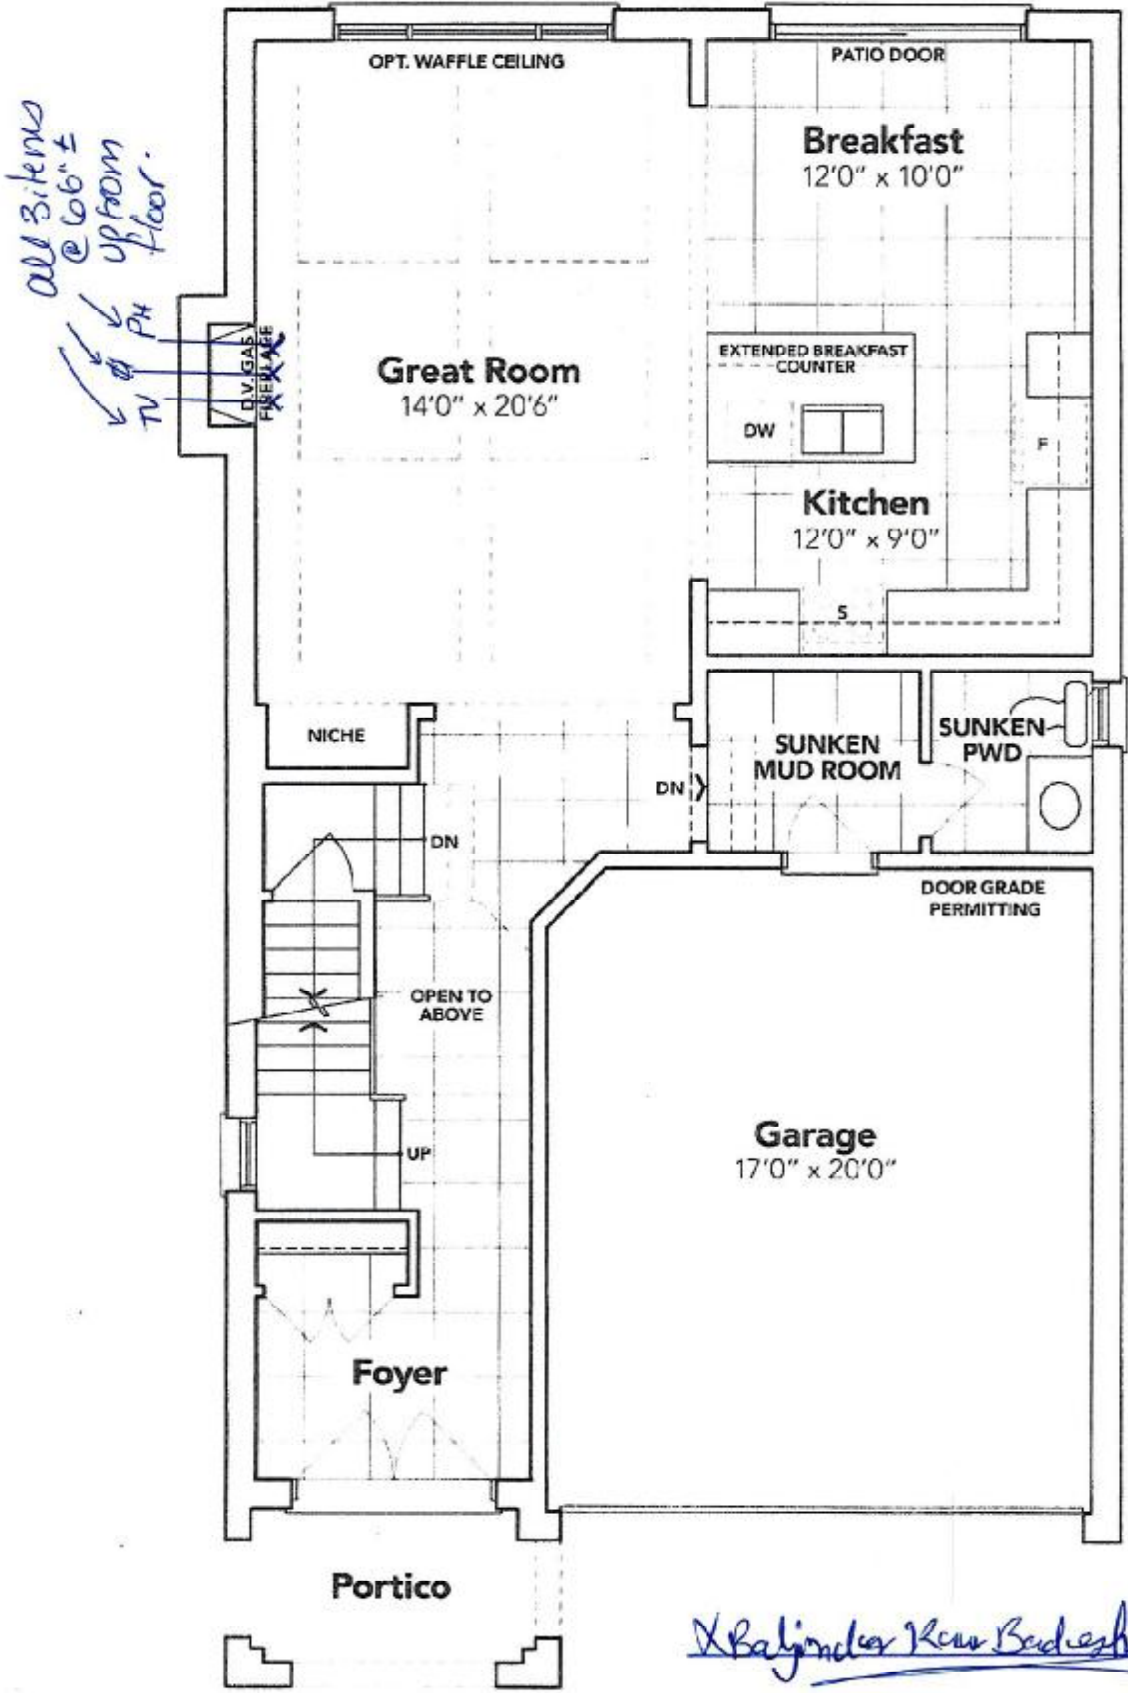 OPT. WAFFLE CEILING
PATIO DOOR
Breakfast
12'0" x 10'0"
all 3 items
@ 66" ±
up from
floor.
PH
TV
D.V. GAS
FIREPLACE
Great Room
14'0" x 20'6"
EXTENDED BREAKFAST
COUNTER
DW
F
Kitchen
12'0" x 9'0"
S
NICHE
SUNKEN
MUD ROOM
SUNKEN
PWD
DN
DN
DOOR GRADE
PERMITTING
OPEN TO
ABOVE
UP
Garage
17'0" x 20'0"
Foyer
Portico
X Baljinder Kaur